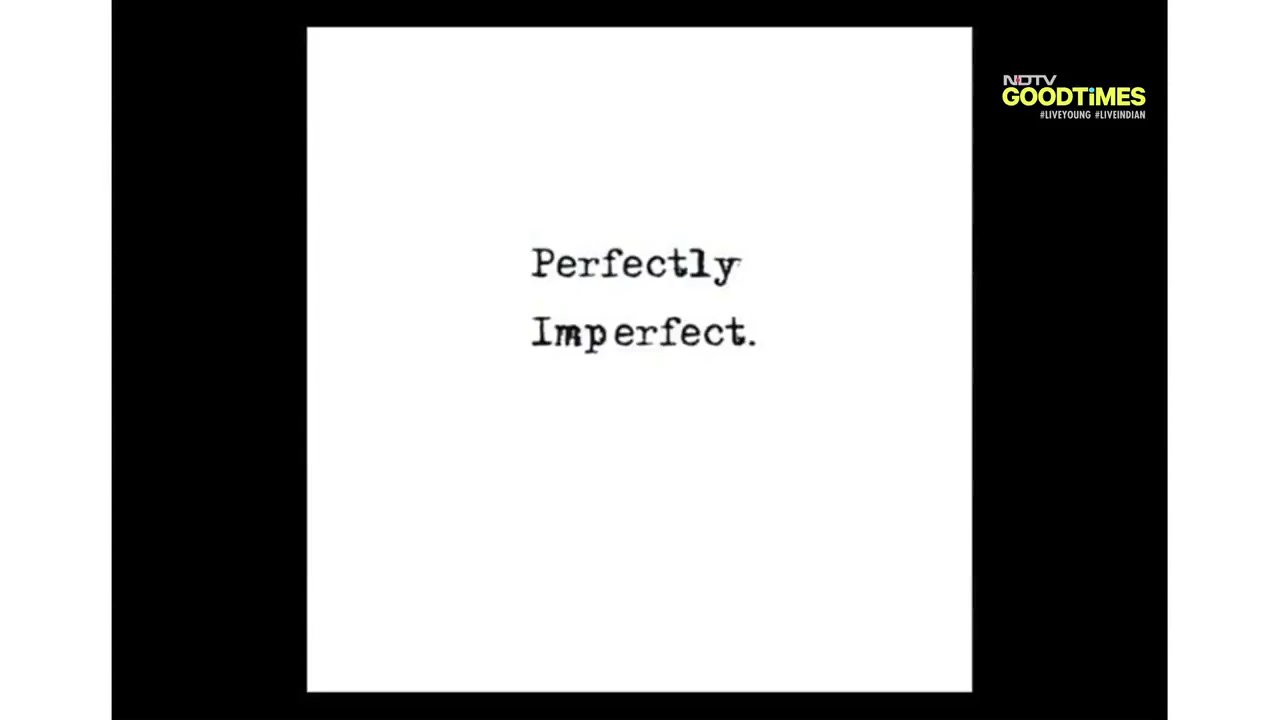 NDTV
GOODTiMES
#LIVEYOUNG #LIVEINDIAN
Perfectly
Imperfect.